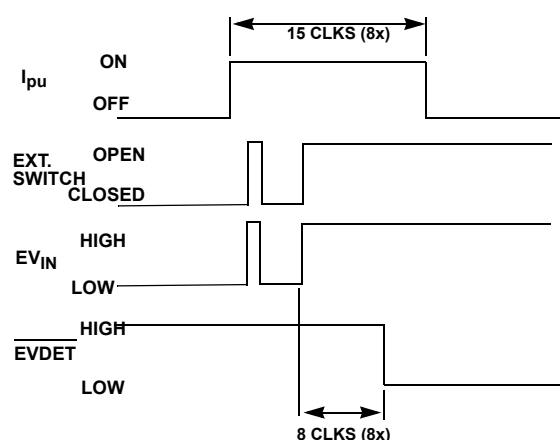 15 CLKS (8x)
ON
Ipu
OFF
OPEN
EXT.
SWITCH
CLOSED
HIGH
EVIN
LOW
HIGH
EVDET
LOW
8 CLKS (8x)